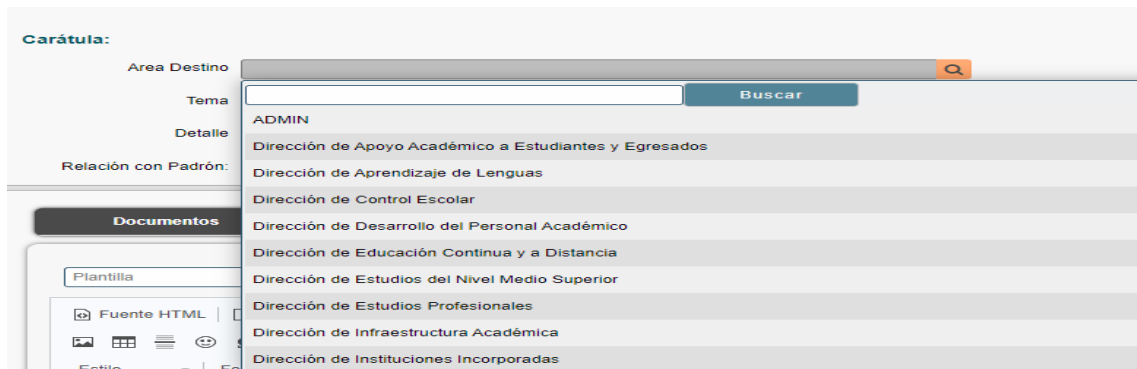 Carátula:
Area Destino
Tema
Buscar
ADMIN
Detalle
Dirección de Apoyo Académico a Estudiantes y Egresados
Relación con Padrón:
Dirección de Aprendizaje de Lenguas
Dirección de Control Escolar
Documentos
Dirección de Desarrollo del Personal Académico
Dirección de Educación Continua y a Distancia
Plantilla
Dirección de Estudios del Nivel Medio Superior
Dirección de Estudios Profesionales
Fuente HTML
Dirección de Infraestructura Académica
Dirección de Instituciones Incorporadas
Estilo